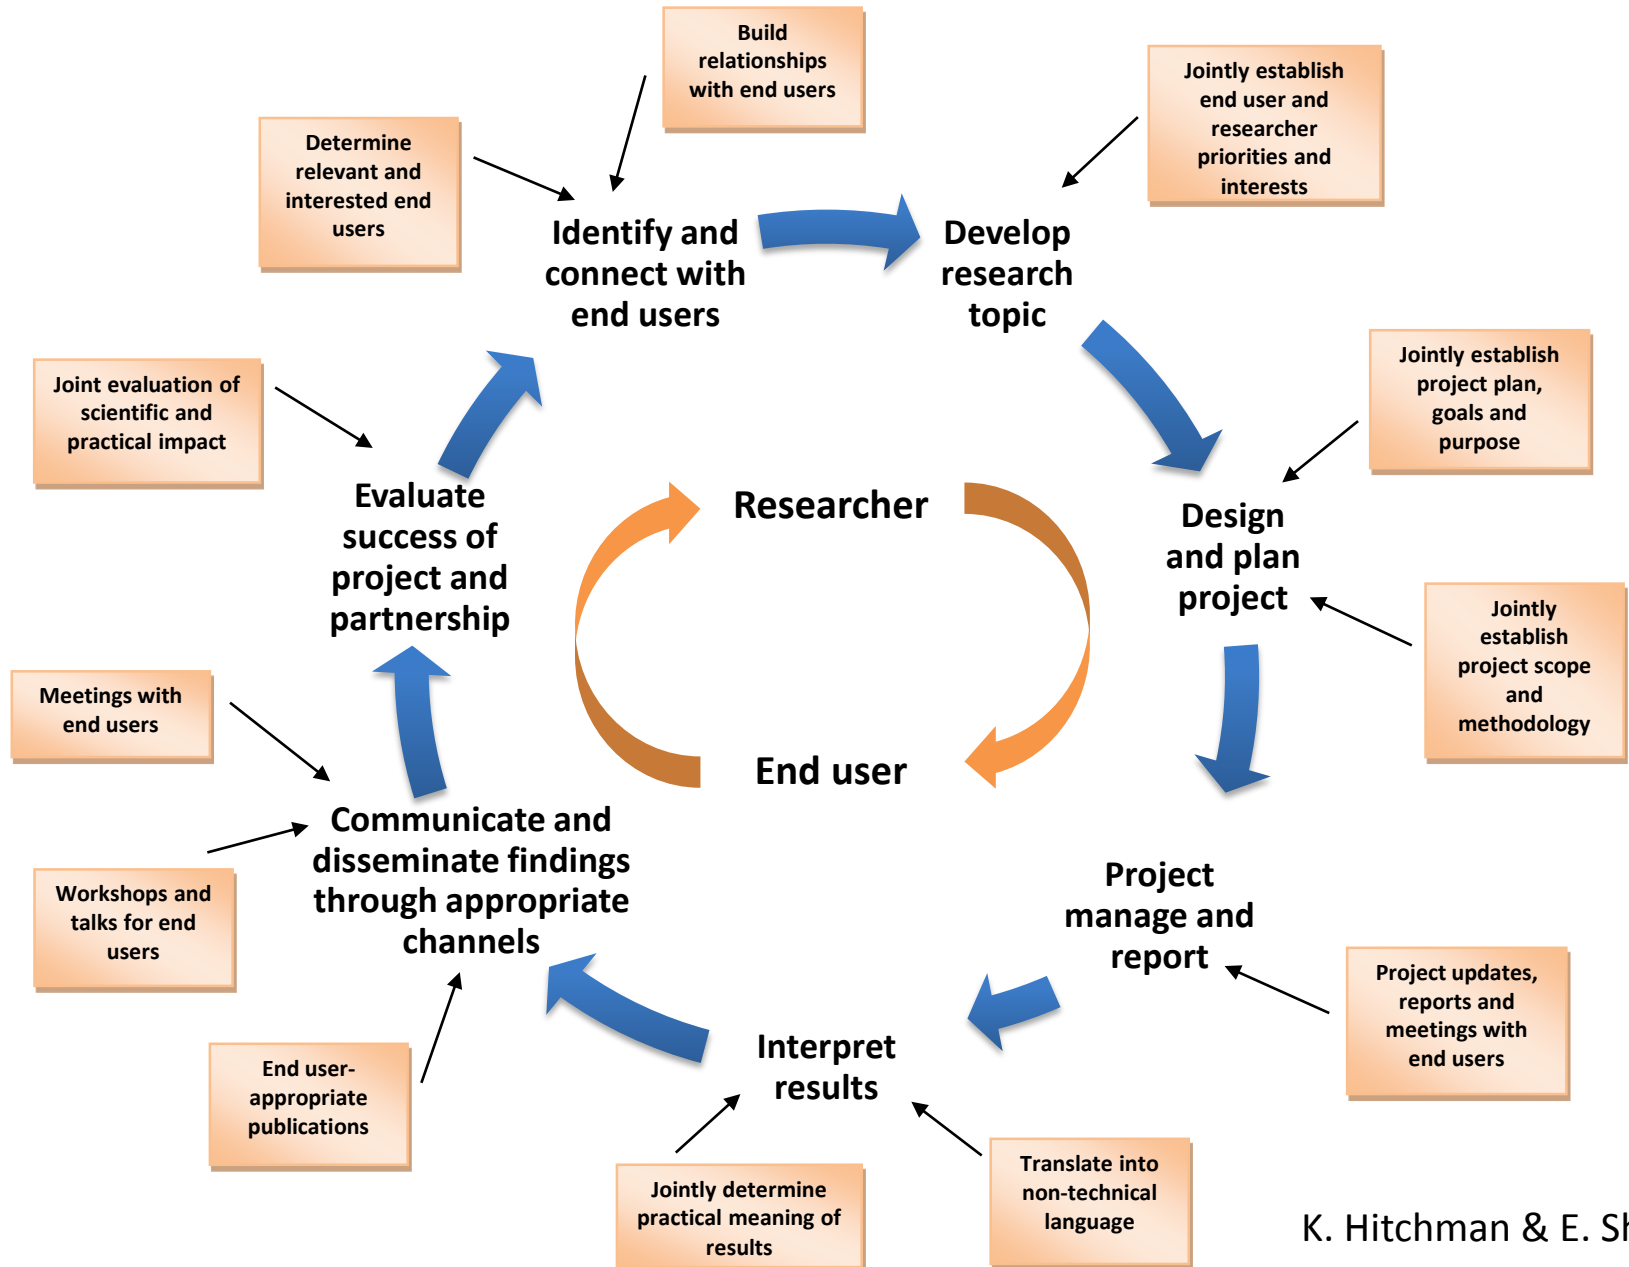 Build
relationships
with end users
Jointly establish
end user and
researcher
priorities and
interests
Determine
relevant and
interested end
users
Identify and
connect with
end users
Develop
research
topic
Jointly establish
project plan,
goals and
purpose
Joint evaluation of
scientific and
practical impact
Evaluate
success of
project and
partnership
Researcher
Design
and plan
project
Jointly
establish
project scope
and
methodology
Meetings with
end users
End user
Communicate and
disseminate findings
through appropriate
channels
Workshops and
talks for end
users
Project
manage and
report
Project updates,
reports and
meetings with
end users
End user-
appropriate
publications
Interpret
results
Jointly determine
practical meaning of
results
Translate into
non-technical
language
K. Hitchman & E.